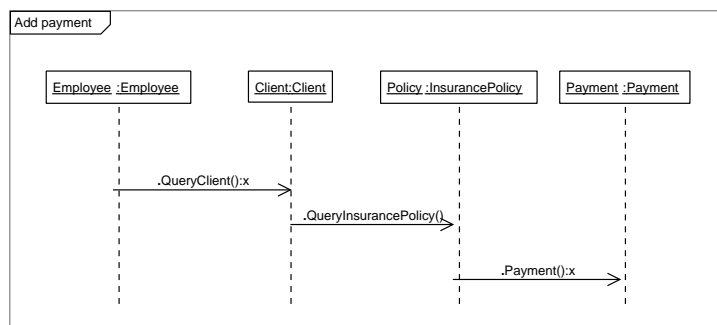 Add payment
Employee :Employee
Client:Client
Policy :InsurancePolicy
Payment :Payment
.QueryClient():x
.QueryInsurancePolicy()
.Payment():x